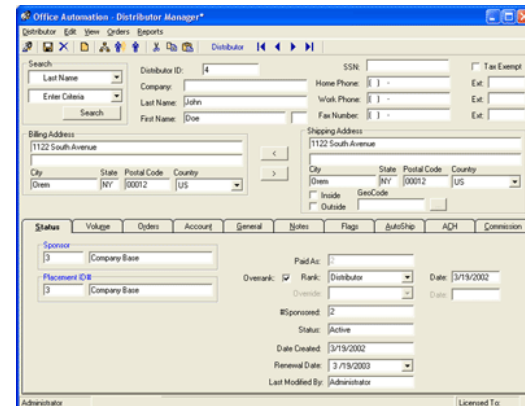 Office Automation - Distributor Manager*
Distributor Edit View Orders Reports
Distributor
Search
Last Name
Enter Criteria
Search
Distributor ID: 4
Company:
Last Name: John
First Name: Doe
SSN:
Tax Exempt
Home Phone: ( ) - Ext:
Work Phone: ( ) - Ext:
Fax Number: ( ) - Ext:
Billing Address
1122 South Avenue
City State Postal Code Country
Orem NY 00012 US
<
>
Shipping Address
1122 South Avenue
City State Postal Code Country
Orem NY 00012 US
Inside GeoCode
Outside
Status Volume Orders Account General Notes Flags AutoShip ACH Commission
Sponsor
3 Company Base
Placement ID#
3 Company Base
Paid As:
Overrank: Rank: Distributor Date: 3/19/2002
Override: Date:
#Sponsored: 2
Status: Active
Date Created: 3/19/2002
Renewal Date: 3 /19/2003
Last Modified By: Administrator
Administrator Licensed To: